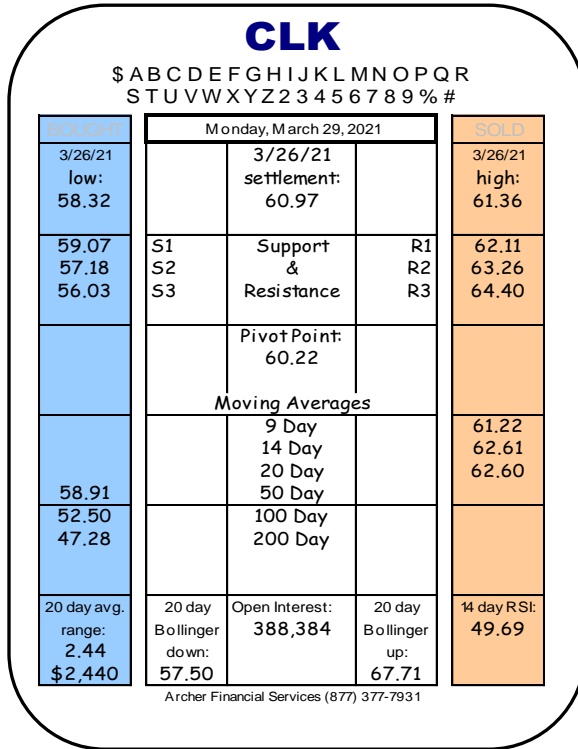 CLK
$ A B C D E F G H I J K L M N O P Q R
S T U V W X Y Z 2 3 4 5 6 7 8 9 % #
BOUGHT Monday, March 29, 2021 SOLD
3/26/21 3/26/21 3/26/21
low: settlement: high:
58.32 60.97 61.36
59.07 S1 Support R1 62.11
57.18 S2 & R2 63.26
56.03 S3 Resistance R3 64.40
Pivot Point:
60.22
Moving Averages
9 Day 61.22
14 Day 62.61
20 Day 62.60
58.91 50 Day
52.50 100 Day
47.28 200 Day
20 day avg. 20 day Open Interest: 20 day 14 day RSI:
range: Bollinger 388,384 Bollinger 49.69
2.44 down: up:
$2,440 57.50 67.71
Archer Financial Services (877) 377-7931